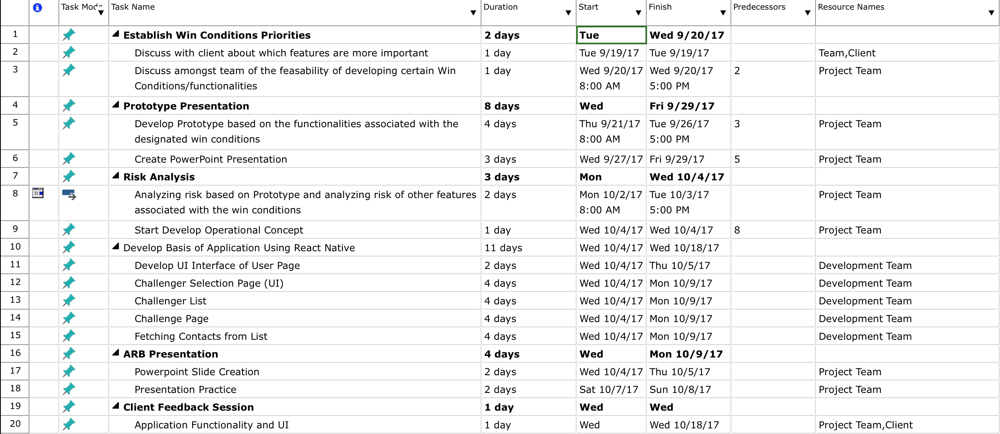 Task Mode Task Name Duration Start Finish Predecessors Resource Names
1 Establish Win Conditions Priorities 2 days Tue Wed 9/20/17
2 Discuss with client about which features are more important 1 day Tue 9/19/17 Tue 9/19/17 Team,Client
3 Discuss amongst team of the feasability of developing certain Win 1 day Wed 9/20/17 Wed 9/20/17 2 Project Team
Conditions/functionalities 8:00 AM 5:00 PM
4 Prototype Presentation 8 days Wed Fri 9/29/17
5 Develop Prototype based on the functionalities associated with the 4 days Thu 9/21/17 Tue 9/26/17 3 Project Team
designated win conditions 8:00 AM 5:00 PM
6 Create PowerPoint Presentation 3 days Wed 9/27/17 Fri 9/29/17 5 Project Team
7 Risk Analysis 3 days Mon Wed 10/4/17
8 Analyzing risk based on Prototype and analyzing risk of other features 2 days Mon 10/2/17 Tue 10/3/17 Project Team
associated with the win conditions 8:00 AM 5:00 PM
9 Start Develop Operational Concept 1 day Wed 10/4/17 Wed 10/4/17 8 Project Team
10 Develop Basis of Application Using React Native 11 days Wed 10/4/17 Wed 10/18/17
11 Develop UI Interface of User Page 2 days Wed 10/4/17 Thu 10/5/17 Development Team
12 Challenger Selection Page (UI) 4 days Wed 10/4/17 Mon 10/9/17 Development Team
13 Challenger List 4 days Wed 10/4/17 Mon 10/9/17 Development Team
14 Challenge Page 4 days Wed 10/4/17 Mon 10/9/17 Development Team
15 Fetching Contacts from List 4 days Wed 10/4/17 Mon 10/9/17 Development Team
16 ARB Presentation 4 days Wed Mon 10/9/17
17 Powerpoint Slide Creation 2 days Wed 10/4/17 Thu 10/5/17 Project Team
18 Presentation Practice 2 days Sat 10/7/17 Sun 10/8/17 Project Team
19 Client Feedback Session 1 day Wed Wed
20 Application Functionality and UI 1 day Wed Wed 10/18/17 Project Team,Client